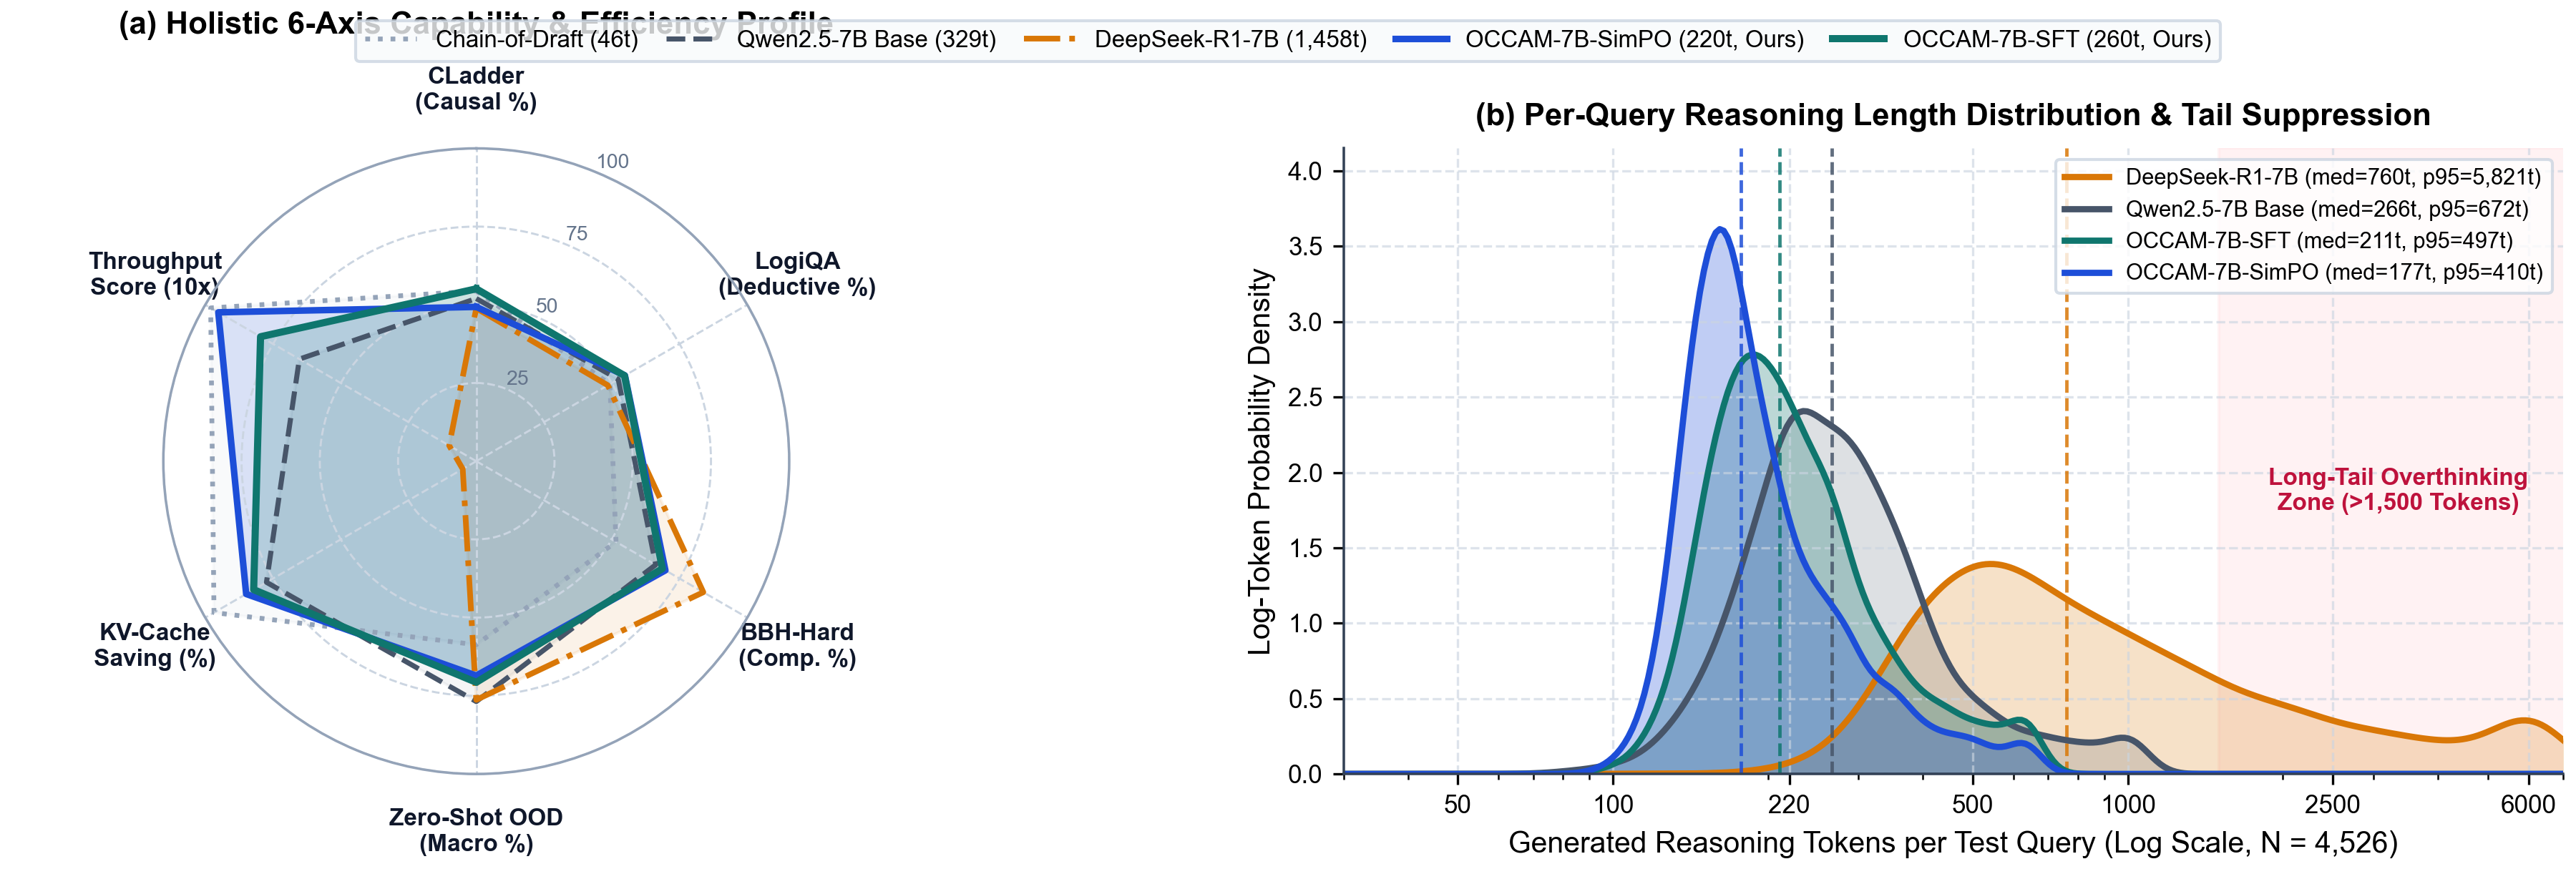 (a) Holistic 6-Axis Capability & Efficiency Profile
Chain-of-Draft (46t)
Qwen2.5-7B Base (329t)
DeepSeek-R1-7B (1,458t)
OCCAM-7B-SimPO (220t, Ours)
OCCAM-7B-SFT (260t, Ours)
CLadder
(Causal %)
LogiQA
(Deductive %)
BBH-Hard
(Comp. %)
Zero-Shot OOD
(Macro %)
KV-Cache
Saving (%)
Throughput
Score (10x)
100
75
50
25
(b) Per-Query Reasoning Length Distribution & Tail Suppression
DeepSeek-R1-7B (med=760t, p95=5,821t)
Qwen2.5-7B Base (med=266t, p95=672t)
OCCAM-7B-SFT (med=211t, p95=497t)
OCCAM-7B-SimPO (med=177t, p95=410t)
Long-Tail Overthinking
Zone (>1,500 Tokens)
Log-Token Probability Density
4.0
3.5
3.0
2.5
2.0
1.5
1.0
0.5
0.0
50
100
220
500
1000
2500
6000
Generated Reasoning Tokens per Test Query (Log Scale, N = 4,526)